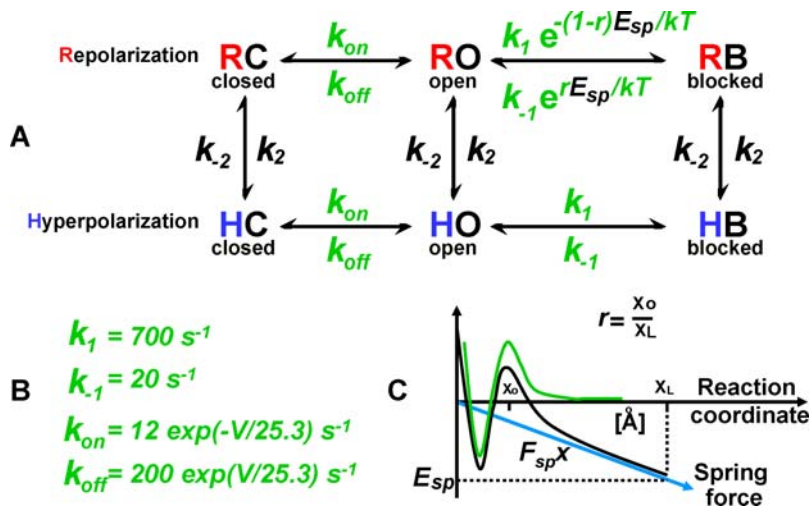 k_on k_1 e^-(1-r)E_sp/kT
Repolarization RC RO RB
closed open blocked
k_off k_-1 e^rE_sp/kT
A
k_-2 k_2 k_-2 k_2 k_-2 k_2
k_on k_1
Hyperpolarization HC HO HB
closed open blocked
k_off k_-1
B
k_1 = 700 s^-1
k_-1 = 20 s^-1
k_on = 12 exp(-V/25.3) s^-1
k_off = 200 exp(V/25.3) s^-1
C
r = X_o/X_L
X_o X_L Reaction
[Å] coordinate
F_sp x
E_sp Spring
force